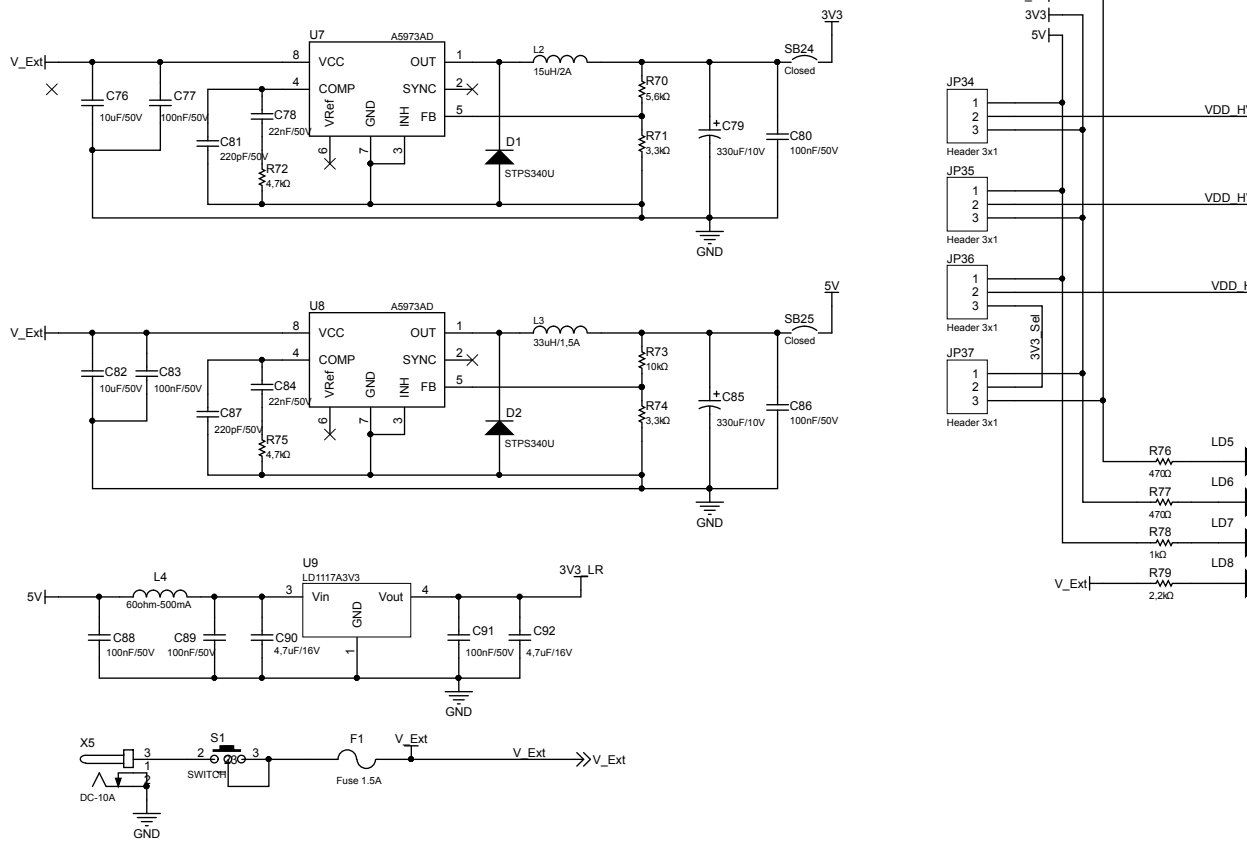 3V3
U7
A5973AD
V_Ext
8
VCC
OUT
1
L2
15uH/2A
SB24
Closed
4
COMP
SYNC
2
C76
10uF/50V
C77
100nF/50V
C78
22nF/50V
VRef
GND
INH
FB
5
R70
5,6kΩ
C81
220pF/50V
R72
4,7kΩ
6
7
3
D1
STPS340U
R71
3,3kΩ
+
C79
330uF/10V
C80
100nF/50V
GND
5V
U8
A5973AD
V_Ext
8
VCC
OUT
1
L3
33uH/1,5A
SB25
Closed
4
COMP
SYNC
2
C82
10uF/50V
C83
100nF/50V
C84
22nF/50V
VRef
GND
INH
FB
5
R73
10kΩ
C87
220pF/50V
R75
4,7kΩ
6
7
3
D2
STPS340U
R74
3,3kΩ
+
C85
330uF/10V
C86
100nF/50V
GND
U9
LD1117A3V3
5V
L4
60ohm-500mA
3
Vin
Vout
4
GND
1
3V3_LR
C88
100nF/50V
C89
100nF/50V
C90
4,7uF/16V
C91
100nF/50V
C92
4,7uF/16V
GND
X5
3
1
2
DC-10A
GND
S1
2
3
SWITCH
F1
Fuse 1.5A
V_Ext
V_Ext
V_Ext
3V3
5V
JP34
1
2
3
Header 3x1
VDD_H
JP35
1
2
3
Header 3x1
VDD_H
JP36
1
2
3
Header 3x1
VDD_H
3V3_Sel
JP37
1
2
3
Header 3x1
R76
470Ω
LD5
R77
470Ω
LD6
R78
1kΩ
LD7
V_Ext
R79
2,2kΩ
LD8